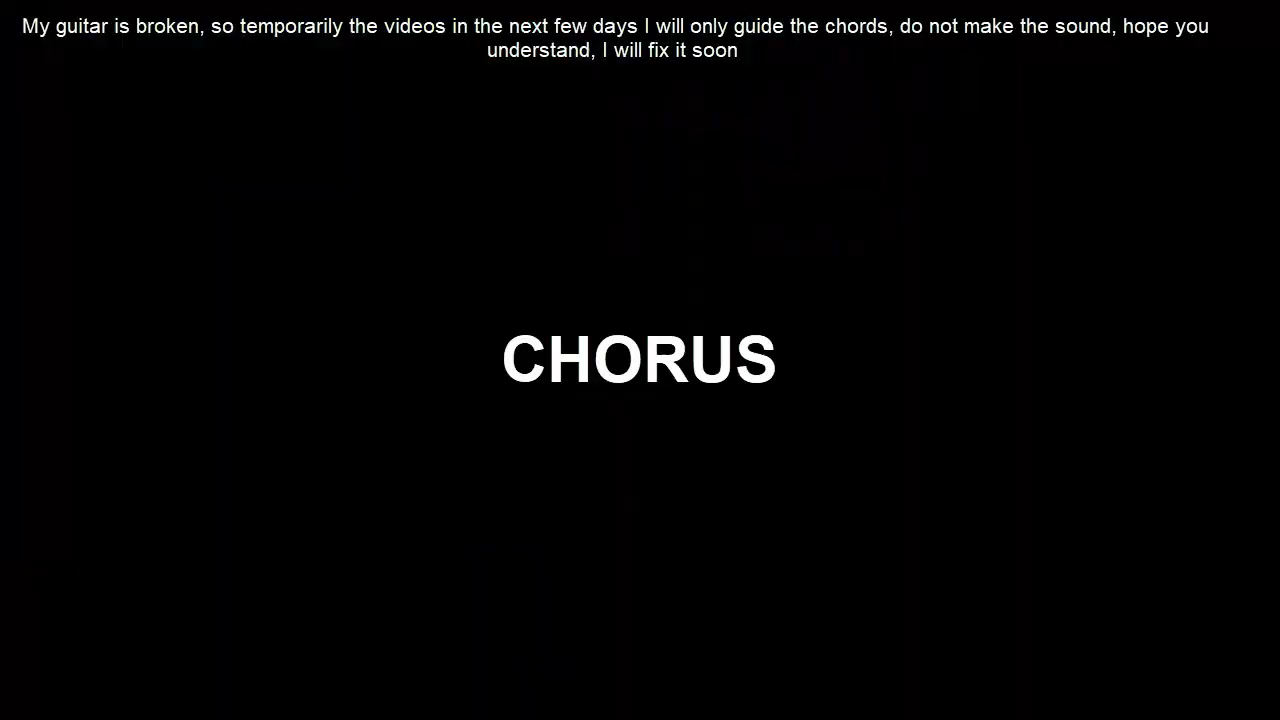 My guitar is broken, so temporarily the videos in the next few days I will only guide the chords, do not make the sound, hope you
understand, I will fix it soon
CHORUS